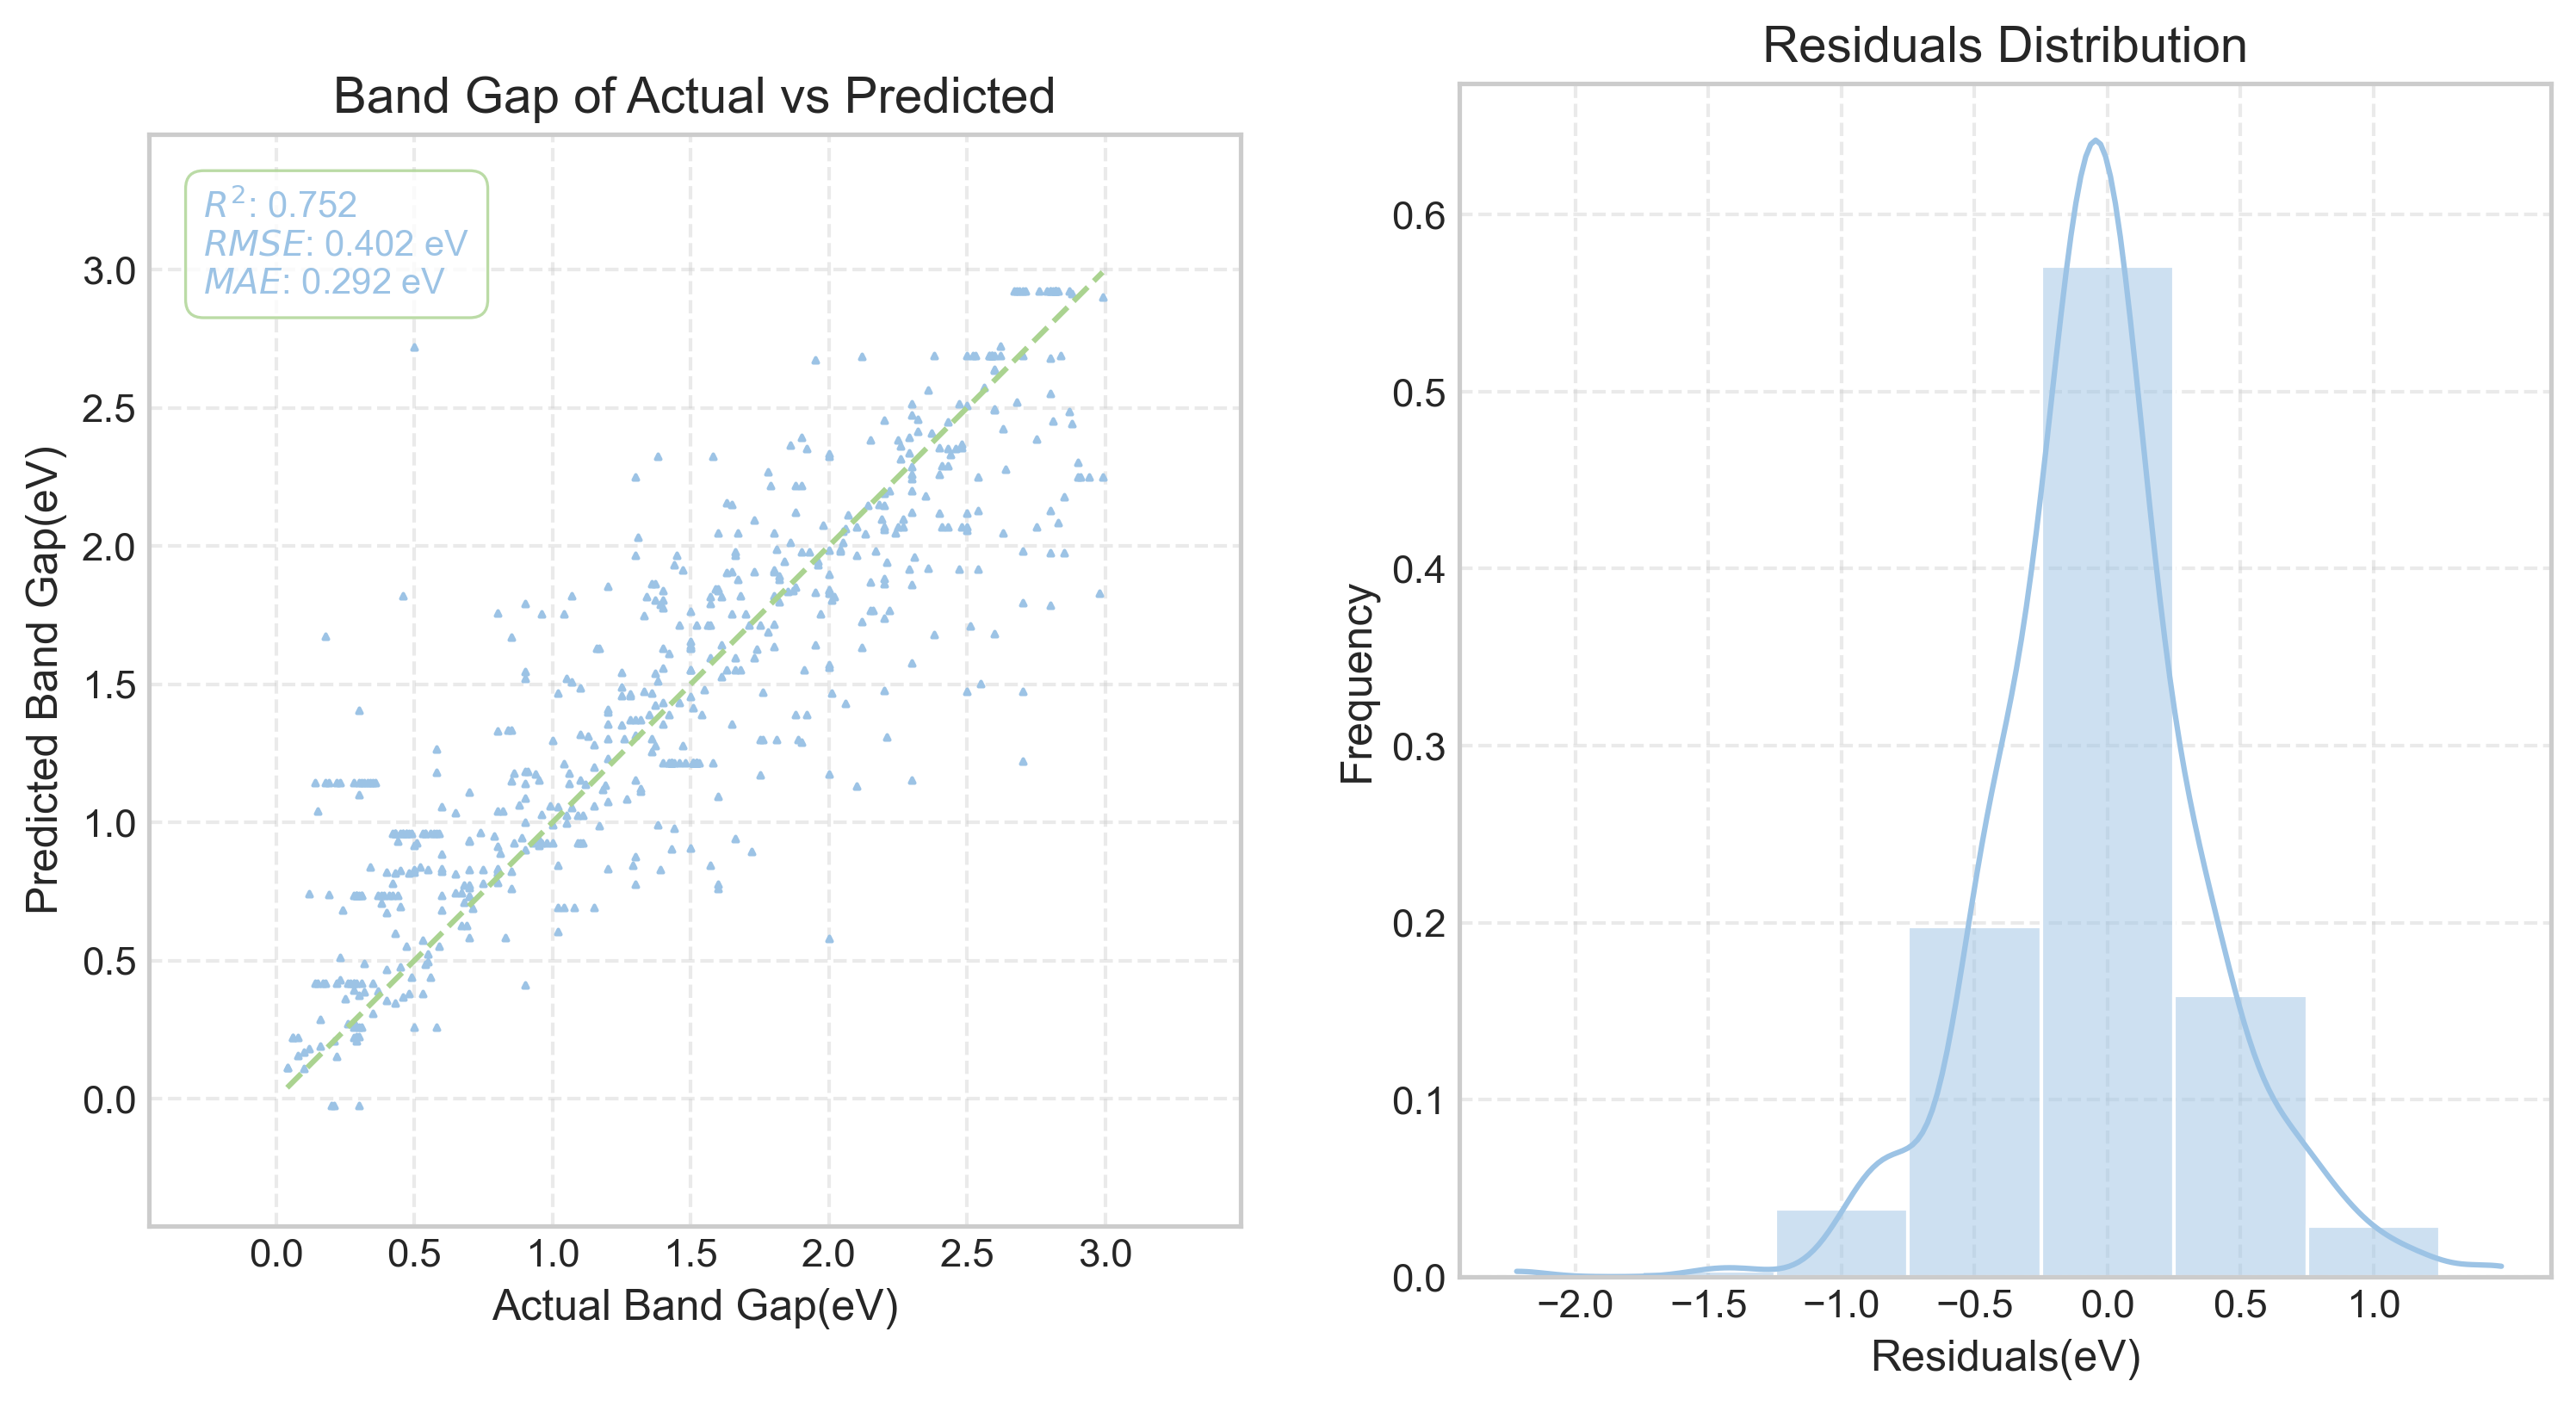 Band Gap of Actual vs Predicted
R²: 0.752
RMSE: 0.402 eV
MAE: 0.292 eV
3.0
2.5
2.0
1.5
1.0
0.5
0.0
Predicted Band Gap(eV)
0.0 0.5 1.0 1.5 2.0 2.5 3.0
Actual Band Gap(eV)
Residuals Distribution
0.6
0.5
0.4
0.3
0.2
0.1
0.0
Frequency
−2.0 −1.5 −1.0 −0.5 0.0 0.5 1.0
Residuals(eV)